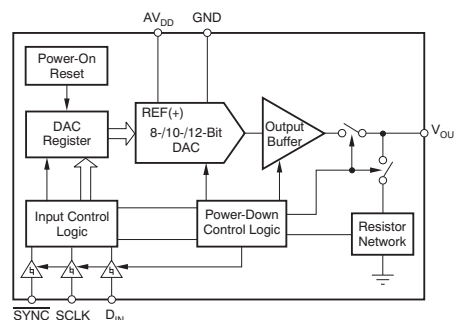 AVDD GND
Power-On
Reset
REF(+)
DAC
Register
8-/10-/12-Bit
DAC
Output
Buffer
VOU
Input Control
Logic
Power-Down
Control Logic
Resistor
Network
SYNC SCLK DIN